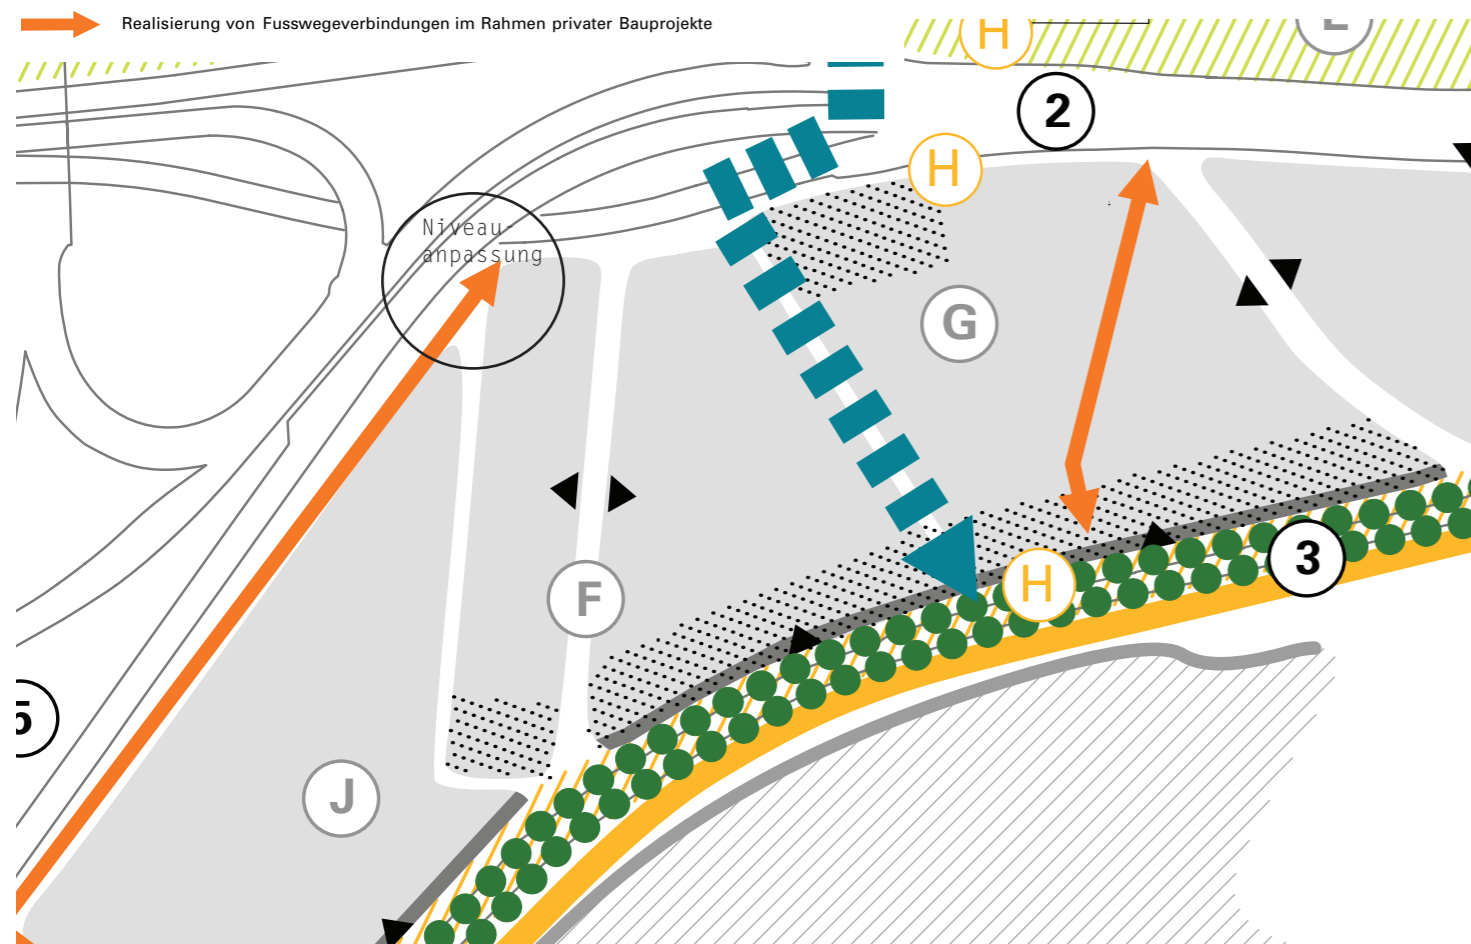 Realisierung von Fusswegeverbindungen im Rahmen privater Bauprojekte
H
2
H
Niveau-
anpassung
G
3
H
F
5
J